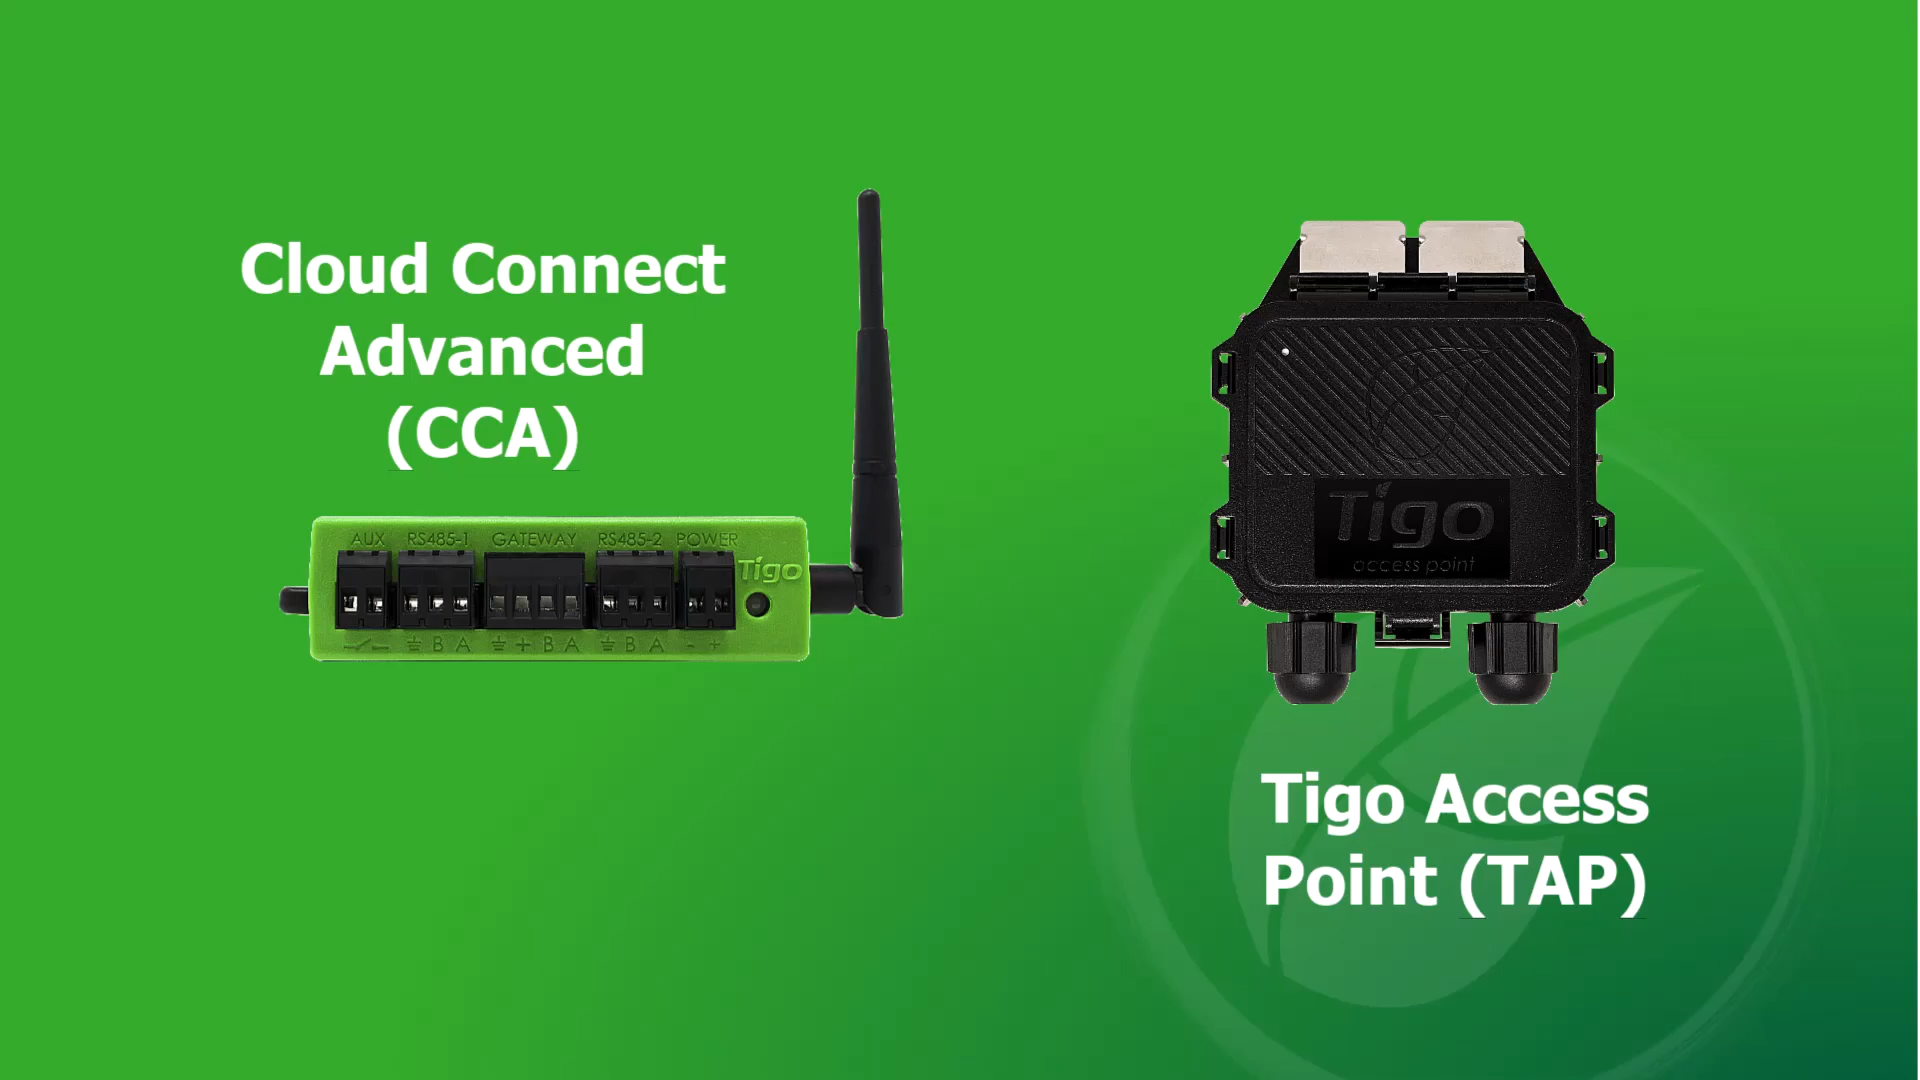 Cloud Connect
Advanced
(CCA)
AUX RS485-1 GATEWAY RS485-2 POWER
Tigo
B A + B A B A - +
Tigo
access point
Tigo Access
Point (TAP)